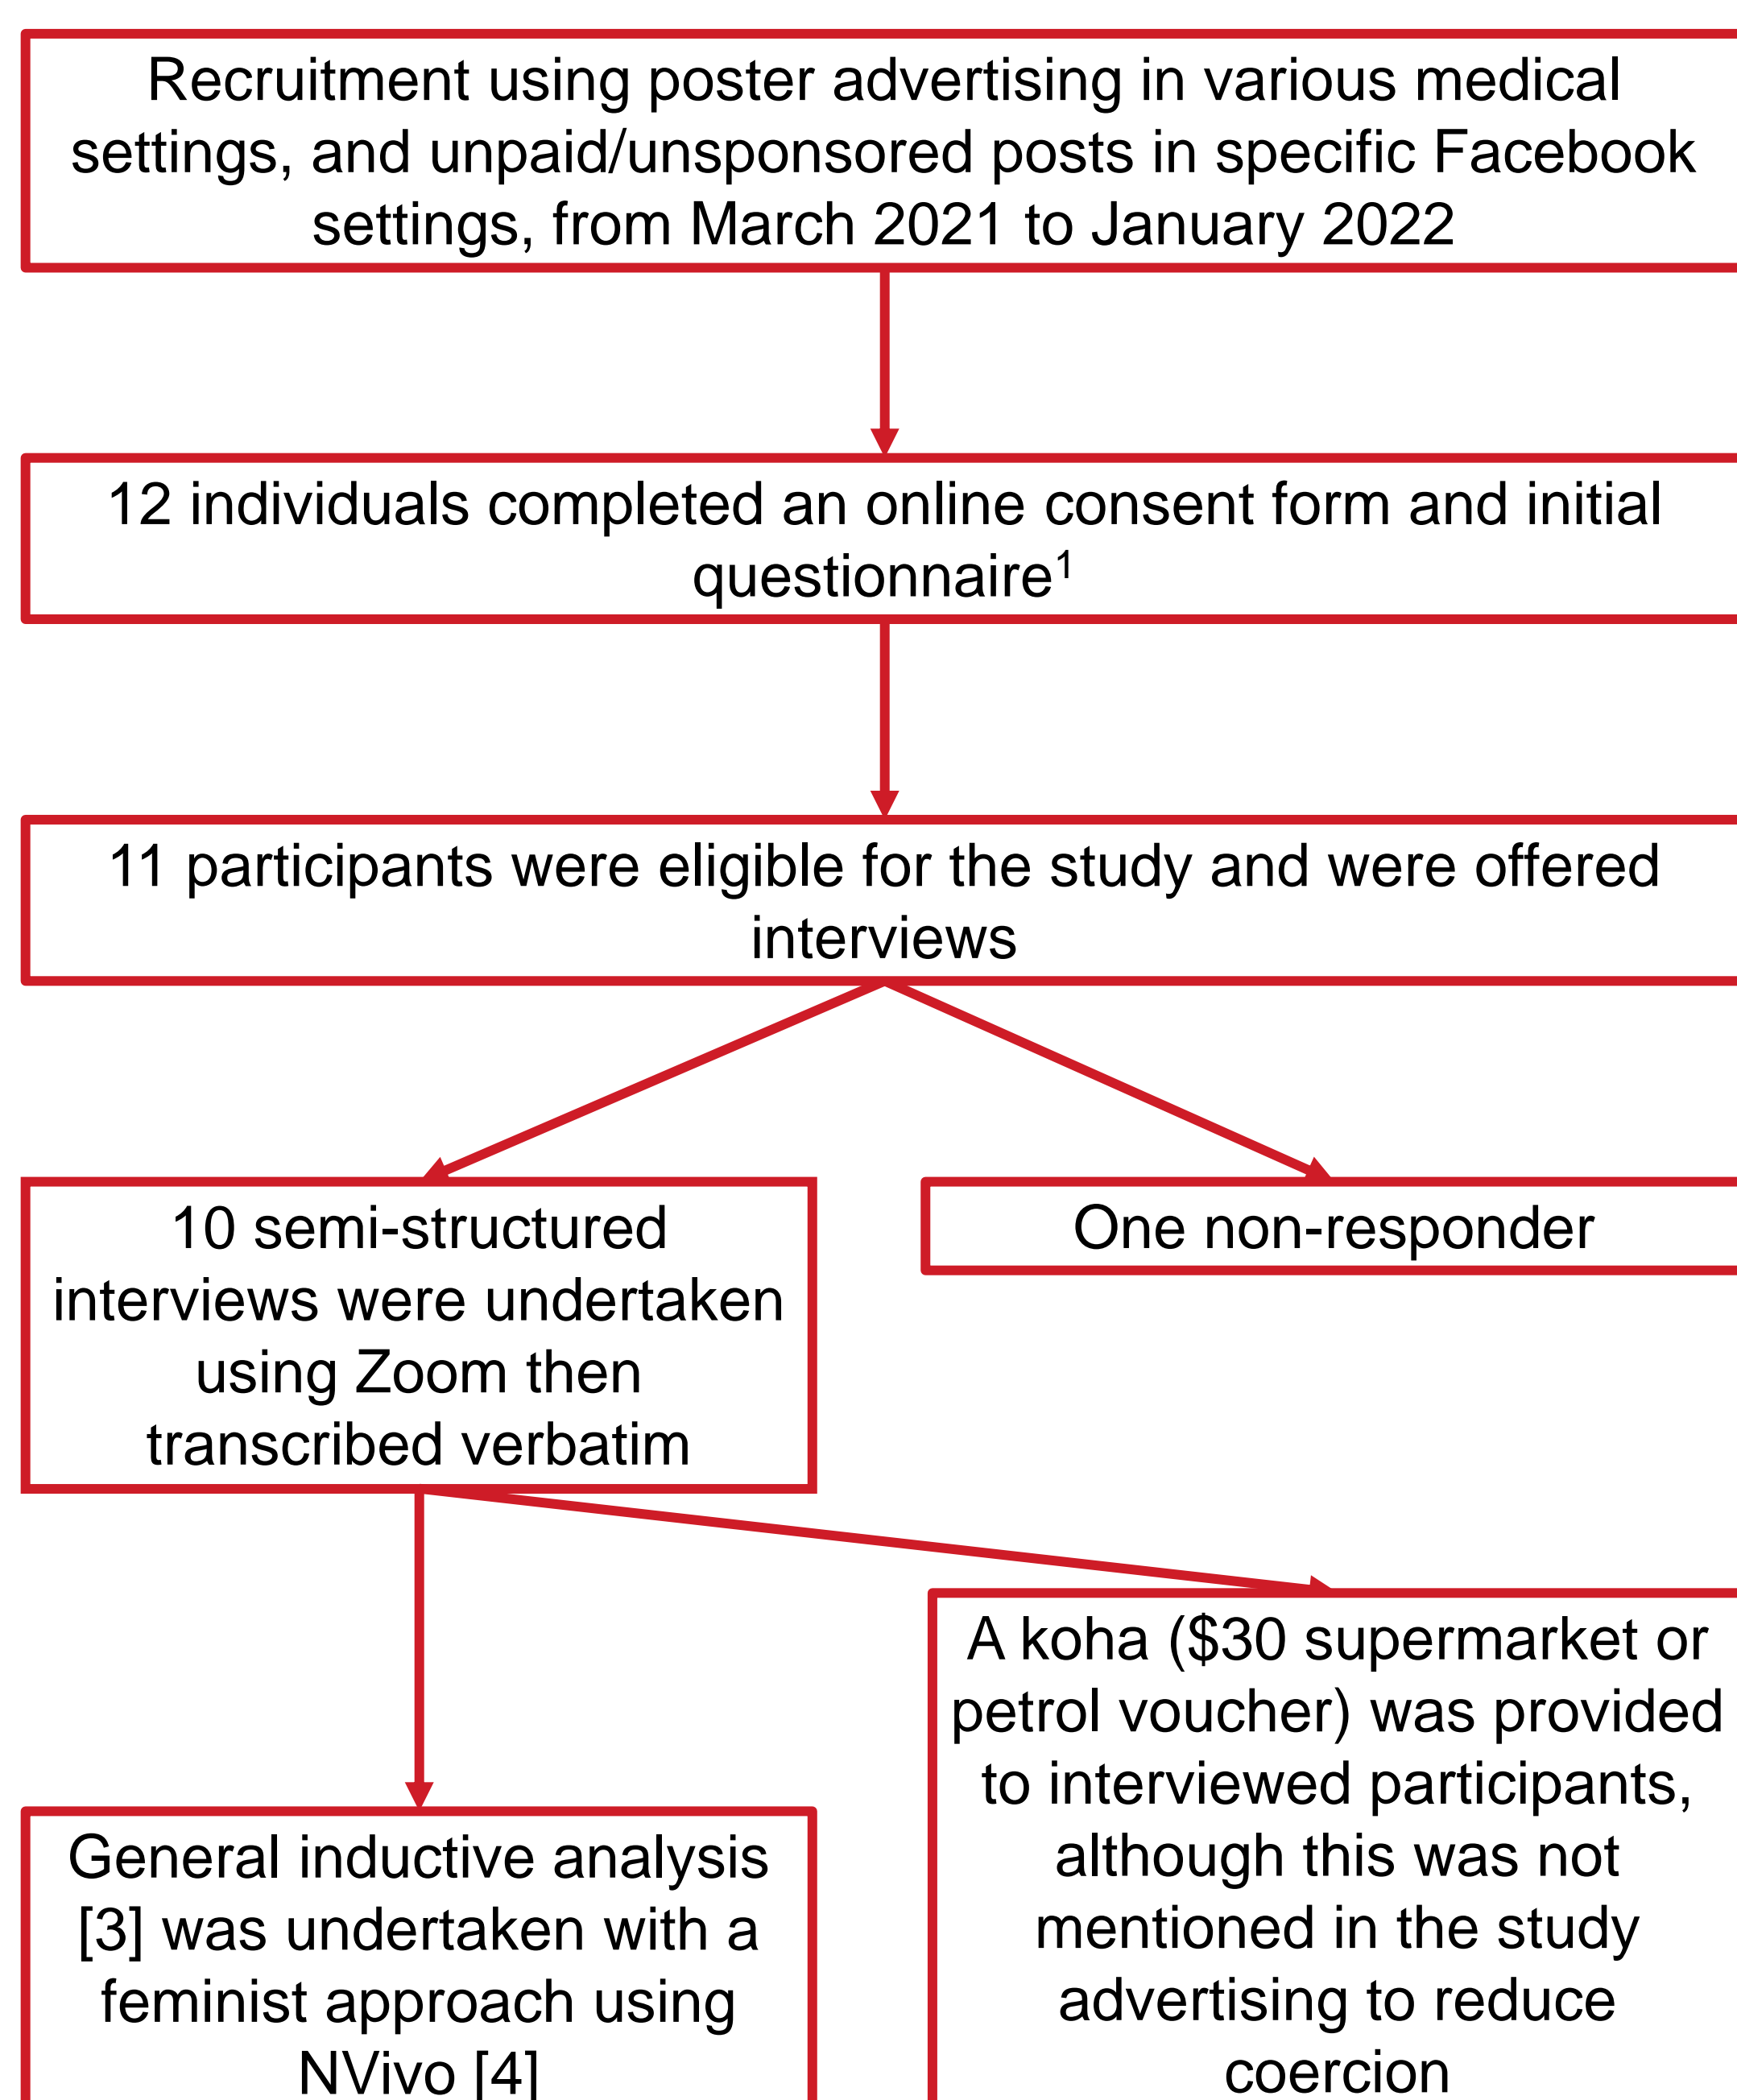 Recruitment using poster advertising in various medical
settings, and unpaid/unsponsored posts in specific Facebook
settings, from March 2021 to January 2022
12 individuals completed an online consent form and initial
questionnaire¹
11 participants were eligible for the study and were offered
interviews
10 semi-structured
interviews were undertaken
using Zoom then
transcribed verbatim
One non-responder
General inductive analysis
[3] was undertaken with a
feminist approach using
NVivo [4]
A koha ($30 supermarket or
petrol voucher) was provided
to interviewed participants,
although this was not
mentioned in the study
advertising to reduce
coercion